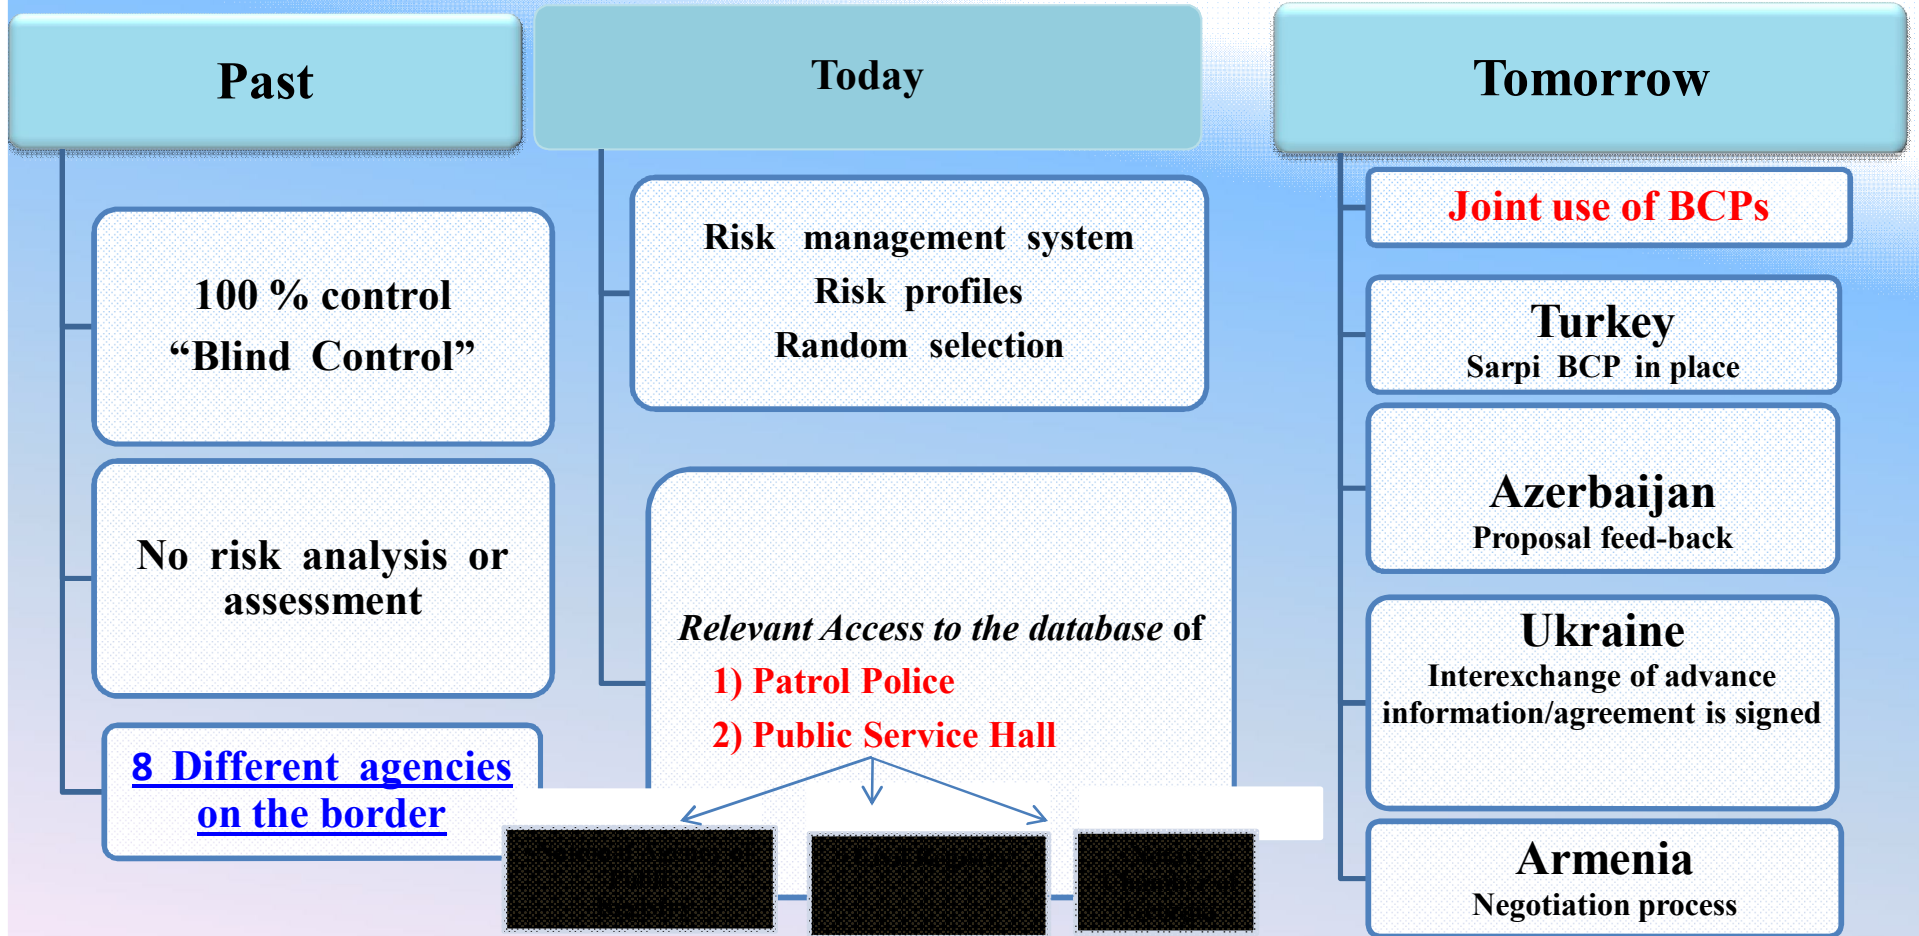 Past
100 % control
“Blind Control”
No risk analysis or
assessment
8 Different agencies
on the border
Today
Risk management system
Risk profiles
Random selection
Relevant Access to the database of
1) Patrol Police
2) Public Service Hall
Tomorrow
Joint use of BCPs
Turkey
Sarpi BCP in place
Azerbaijan
Proposal feed-back
Ukraine
Interexchange of advance
information/agreement is signed
Armenia
Negotiation process